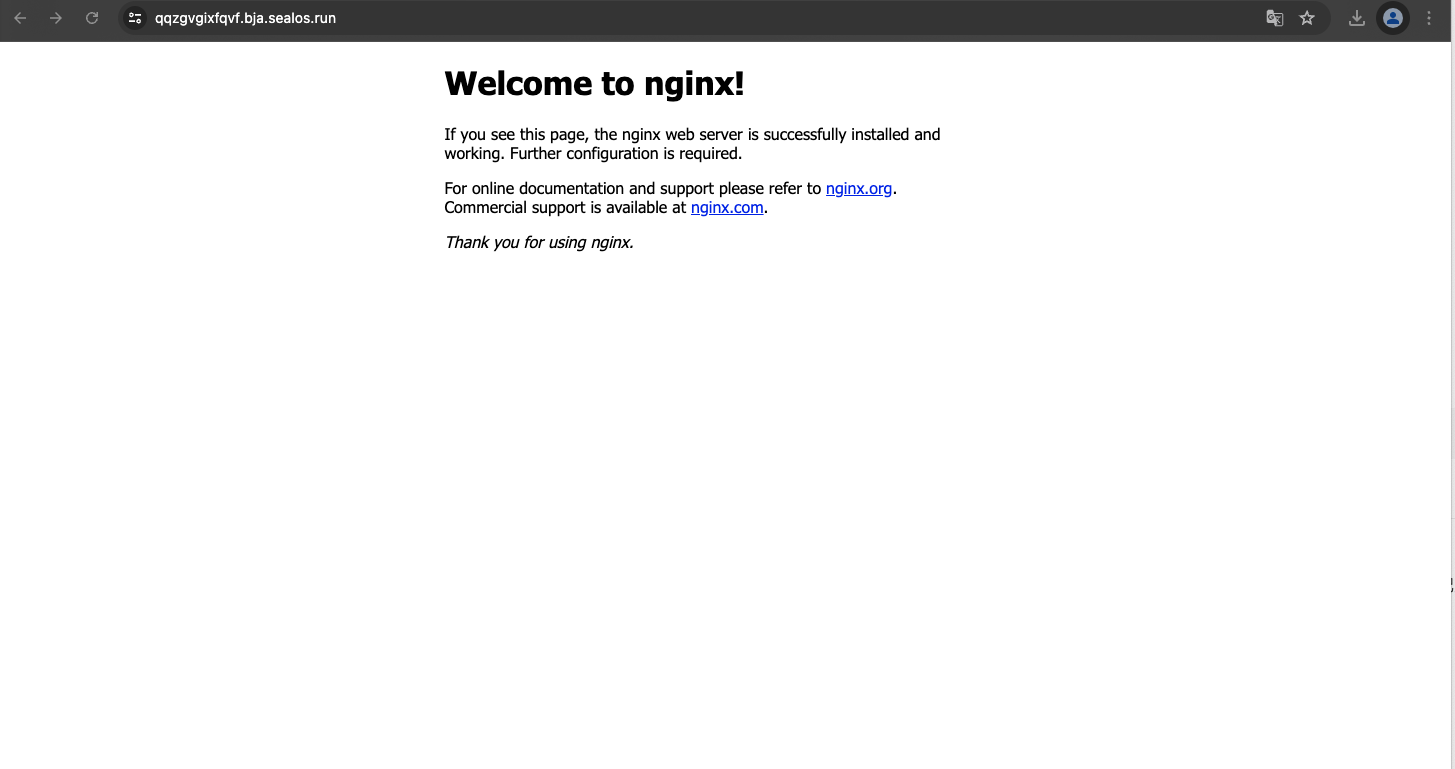 qqzgvgixfqvf.bja.sealos.run
Welcome to nginx!
If you see this page, the nginx web server is successfully installed and
working. Further configuration is required.
For online documentation and support please refer to nginx.org.
Commercial support is available at nginx.com.
Thank you for using nginx.